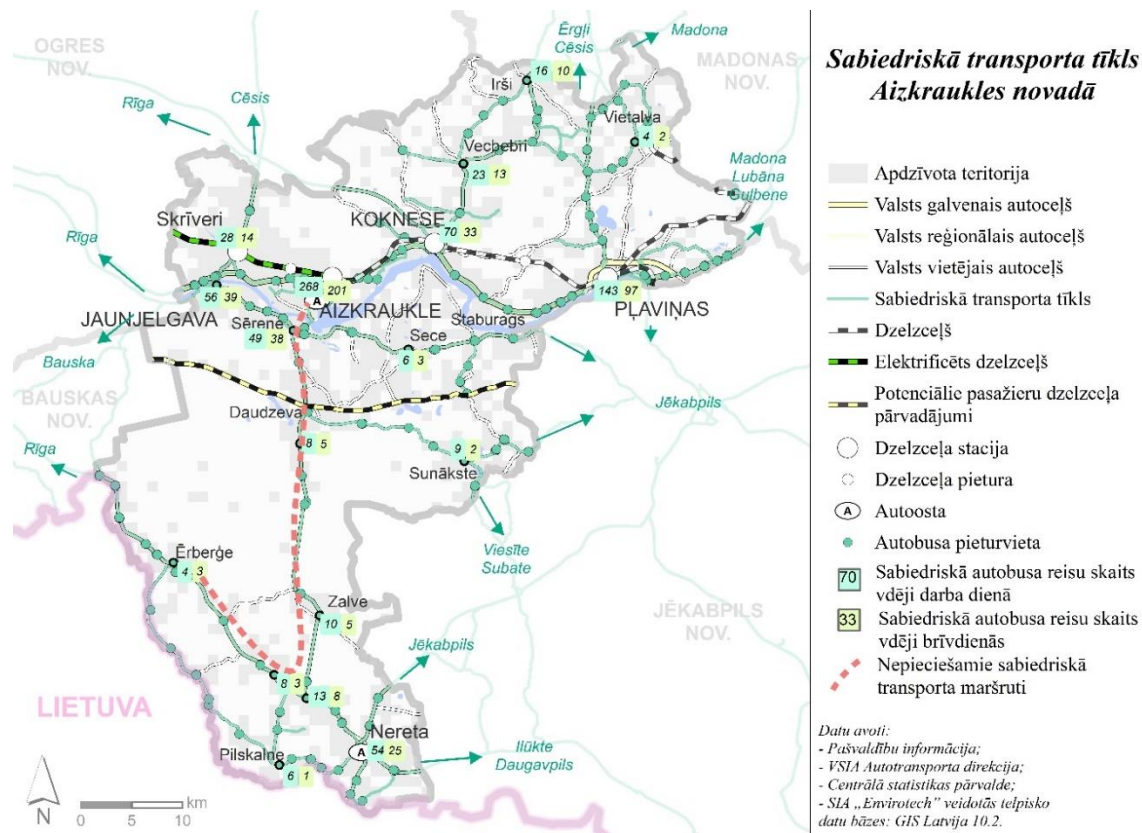 OGRES
NOV.
Ērgļi
Cēsis
Madona
MADONAS
NOV.
Rīga
Cēsis
Irši
16 10
Vietalva
4 2
Vecbebri
23 13
Madona
Lubāna
Gulbene
Skrīveri
28 14
KOKNESE
70 33
Rīga
268 201
A
AIZKRAUKLE
143 97
PĻAVIŅAS
56 39
JAUNJELGAVA
Sērene
49 38
Staburags
Sece
6 3
Bauska
BAUSKAS
NOV.
Daudzeva
8 5
Jēkabpils
Rīga
9 2
Sunākste
Viesīte
Subate
Ērberģe
4 3
Zalve
10 5
JĒKABPILS
NOV.
Jēkabpils
LIETUVA
8 3
13 8
Nereta
A 54 25
Pilskalne
6 1
Ilūkte
Daugavpils
N
km
0 5 10
Sabiedriskā transporta tīkls
Aizkraukles novadā
Apdzīvota teritorija
Valsts galvenais autoceļš
Valsts reģionālais autoceļš
Valsts vietējais autoceļš
Sabiedriskā transporta tīkls
Dzelzceļš
Elektrificēts dzelzceļš
Potenciālie pasažieru dzelzceļa
pārvadājumi
Dzelzceļa stacija
Dzelzceļa pietura
A Autoosta
Autobusa pieturvieta
70 Sabiedriskā autobusa reisu skaits
vdēji darba dienā
33 Sabiedriskā autobusa reisu skaits
vdēji brīvdienās
Nepieciešamie sabiedriskā
transporta maršruti
Datu avoti:
- Pašvaldību informācija;
- VSIA Autotransporta direkcija;
- Centrālā statistikas pārvalde;
- SIA „Envirotech” veidotās telpisko
datu bāzes: GIS Latvija 10.2.